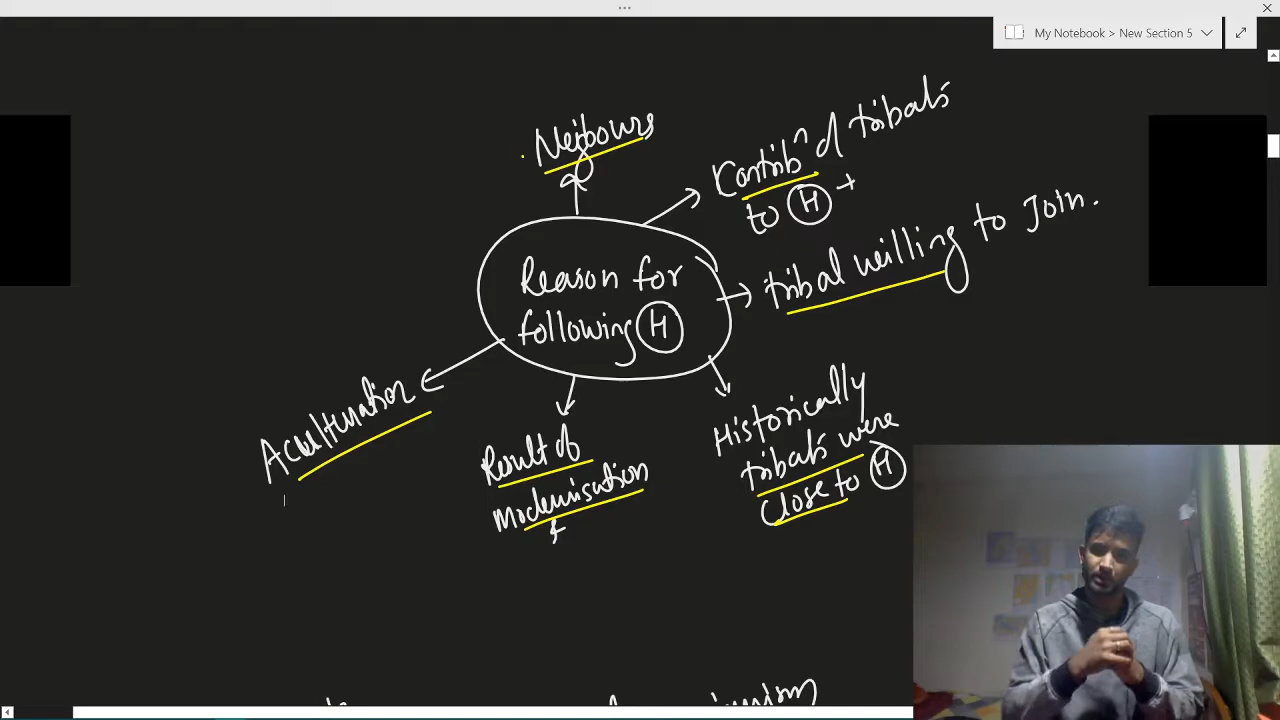 My Notebook > New Section 5
Neibours
Contribⁿ of tribals
to Ⓗ +
tribal willing to Join.
Reason for
following Ⓗ
Acculturation
Result of
modernisation
Historically
tribals were
close to Ⓗ